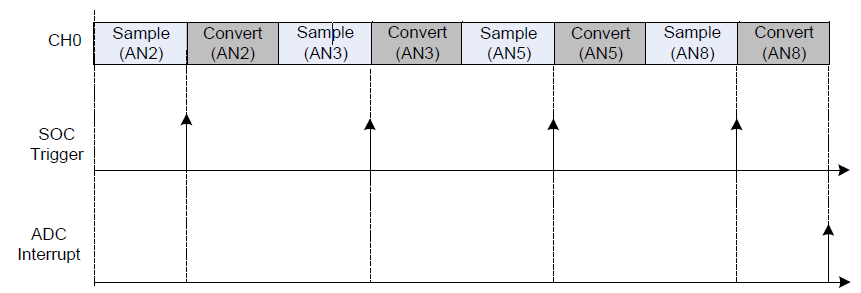 CH0
Sample
(AN2)
Convert
(AN2)
Sample
(AN3)
Convert
(AN3)
Sample
(AN5)
Convert
(AN5)
Sample
(AN8)
Convert
(AN8)
SOC
Trigger
ADC
Interrupt